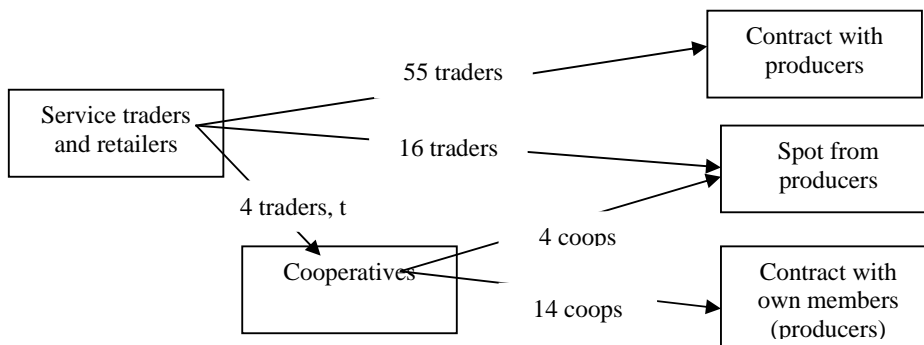 Contract with
producers
55 traders
Service traders
and retailers
16 traders
Spot from
producers
4 traders, t
4 coops
Cooperatives
Contract with
own members
(producers)
14 coops